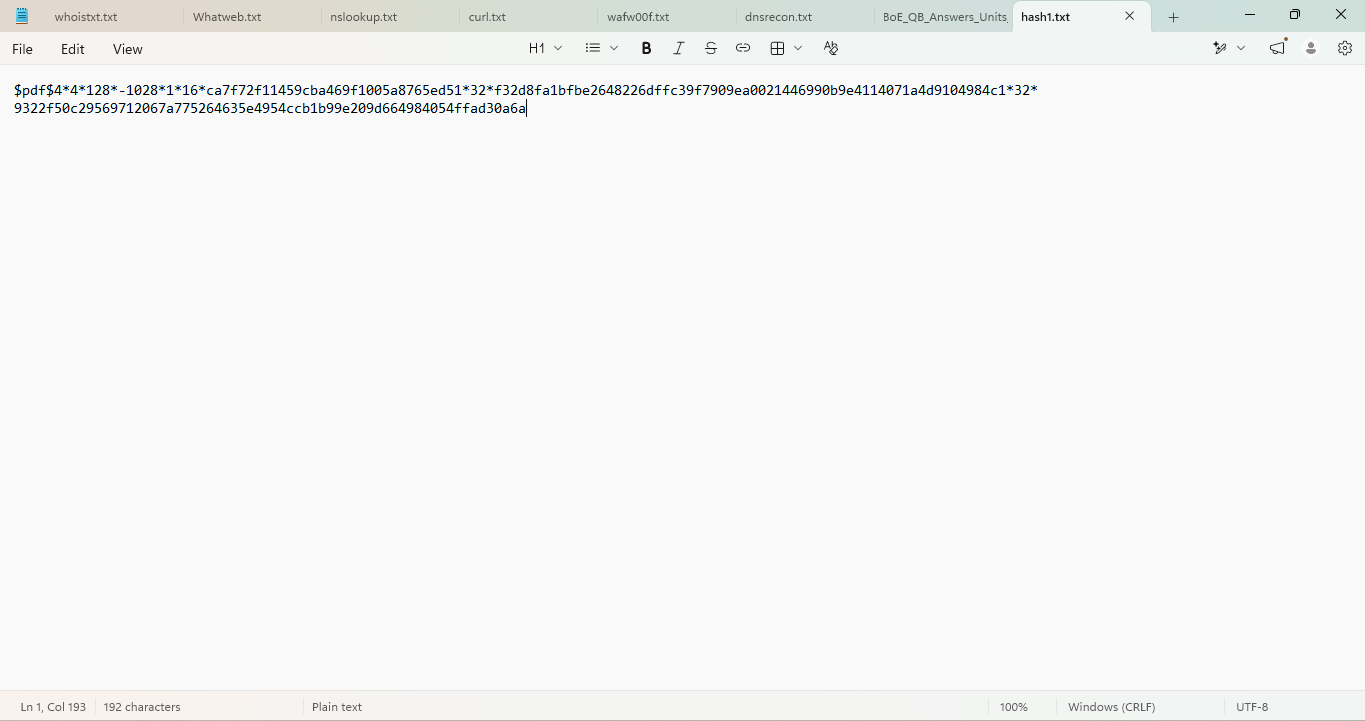 whoistxt.txt
Whatweb.txt
nslookup.txt
curl.txt
wafw00f.txt
dnsrecon.txt
BoE_QB_Answers_Units_
hash1.txt
File
Edit
View
H1
$pdf$4*4*128*-1028*1*16*ca7f72f11459cba469f1005a8765ed51*32*f32d8fa1bfbe2648226dffc39f7909ea0021446990b9e4114071a4d9104984c1*32*
9322f50c29569712067a775264635e4954ccb1b99e209d664984054ffad30a6a
Ln 1, Col 193
192 characters
Plain text
100%
Windows (CRLF)
UTF-8